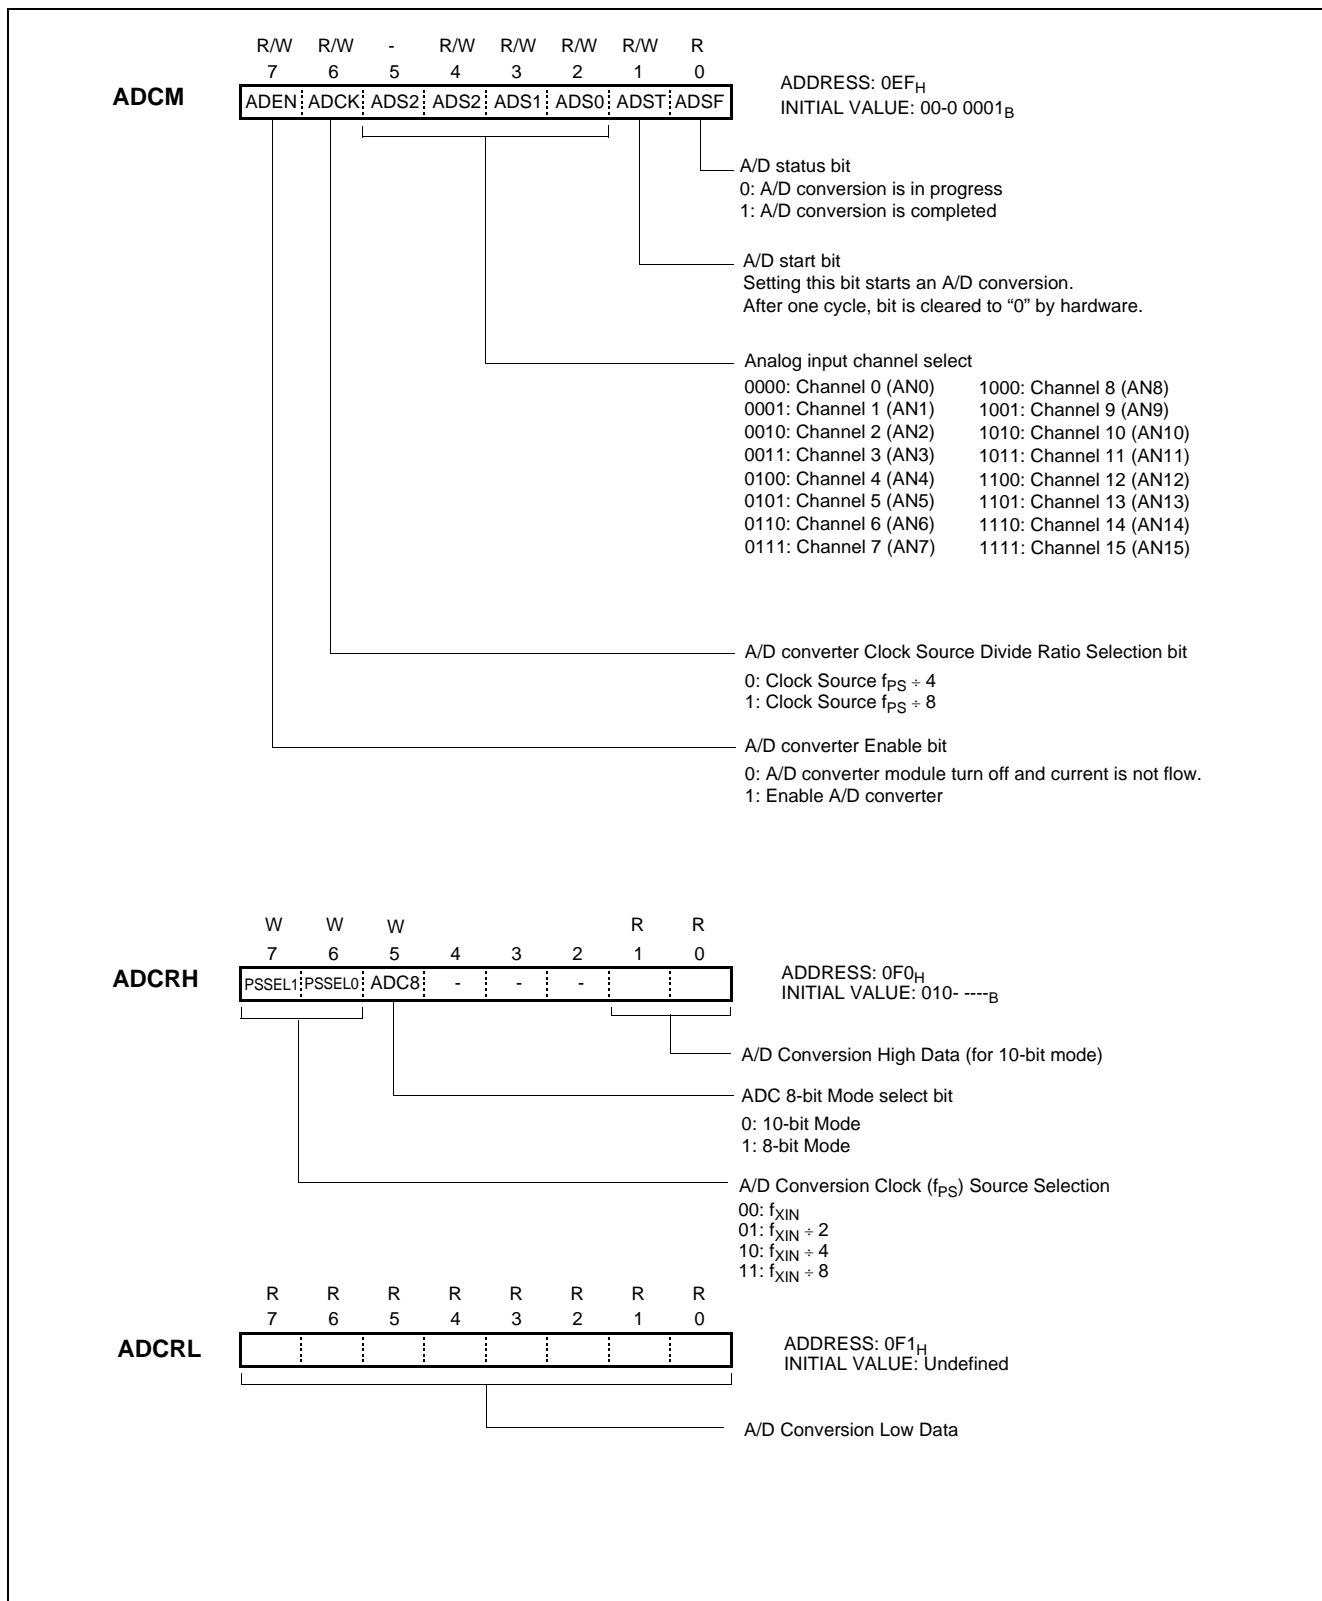 R/W R/W - R/W R/W R/W R/W R
7 6 5 4 3 2 1 0
ADCM
ADEN ADCK ADS2 ADS2 ADS1 ADS0 ADST ADSF
ADDRESS: 0EFH
INITIAL VALUE: 00-0 0001B
A/D status bit
0: A/D conversion is in progress
1: A/D conversion is completed
A/D start bit
Setting this bit starts an A/D conversion.
After one cycle, bit is cleared to “0” by hardware.
Analog input channel select
0000: Channel 0 (AN0) 1000: Channel 8 (AN8)
0001: Channel 1 (AN1) 1001: Channel 9 (AN9)
0010: Channel 2 (AN2) 1010: Channel 10 (AN10)
0011: Channel 3 (AN3) 1011: Channel 11 (AN11)
0100: Channel 4 (AN4) 1100: Channel 12 (AN12)
0101: Channel 5 (AN5) 1101: Channel 13 (AN13)
0110: Channel 6 (AN6) 1110: Channel 14 (AN14)
0111: Channel 7 (AN7) 1111: Channel 15 (AN15)
A/D converter Clock Source Divide Ratio Selection bit
0: Clock Source fPS ÷ 4
1: Clock Source fPS ÷ 8
A/D converter Enable bit
0: A/D converter module turn off and current is not flow.
1: Enable A/D converter
W W W R R
7 6 5 4 3 2 1 0
ADCRH
PSSEL1 PSSEL0 ADC8 - - -
ADDRESS: 0F0H
INITIAL VALUE: 010- ----B
A/D Conversion High Data (for 10-bit mode)
ADC 8-bit Mode select bit
0: 10-bit Mode
1: 8-bit Mode
A/D Conversion Clock (fPS) Source Selection
00: fXIN
01: fXIN ÷ 2
10: fXIN ÷ 4
11: fXIN ÷ 8
R R R R R R R R
7 6 5 4 3 2 1 0
ADCRL
ADDRESS: 0F1H
INITIAL VALUE: Undefined
A/D Conversion Low Data